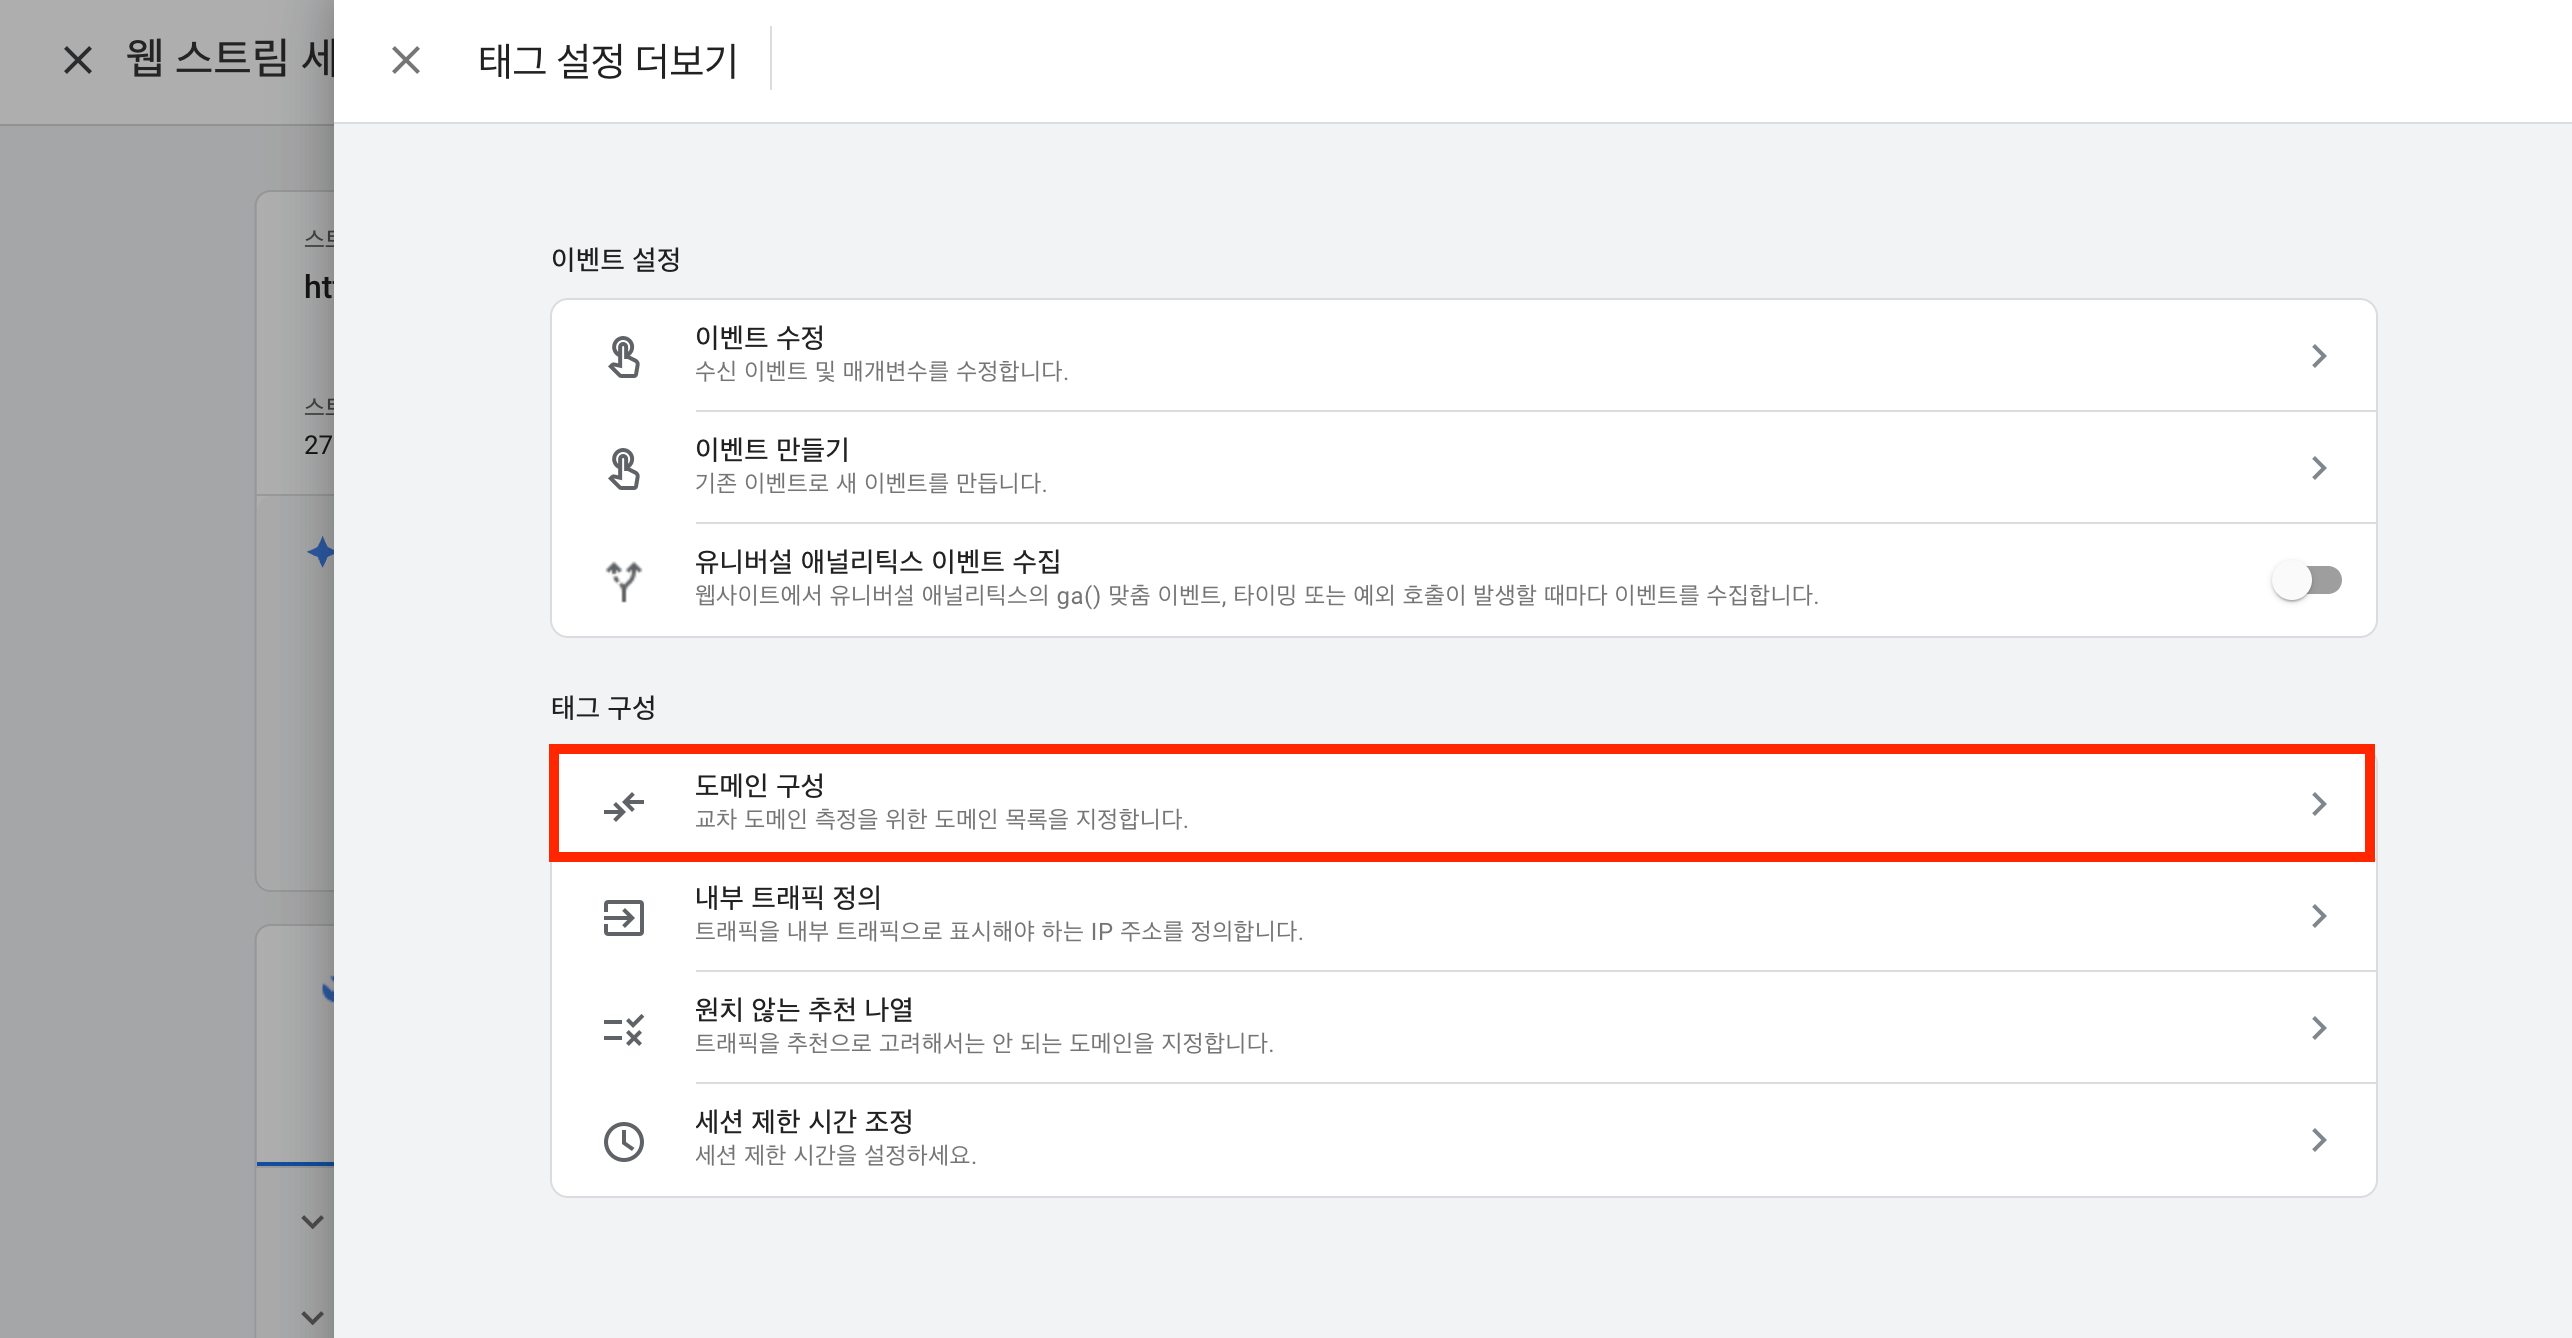 웹 스트림 세
태그 설정 더보기
ht
27
이벤트 설정
이벤트 수정
수신 이벤트 및 매개변수를 수정합니다.
이벤트 만들기
기존 이벤트로 새 이벤트를 만듭니다.
유니버설 애널리틱스 이벤트 수집
웹사이트에서 유니버설 애널리틱스의 ga() 맞춤 이벤트, 타이밍 또는 예외 호출이 발생할 때마다 이벤트를 수집합니다.
태그 구성
도메인 구성
교차 도메인 측정을 위한 도메인 목록을 지정합니다.
내부 트래픽 정의
트래픽을 내부 트래픽으로 표시해야 하는 IP 주소를 정의합니다.
원치 않는 추천 나열
트래픽을 추천으로 고려해서는 안 되는 도메인을 지정합니다.
세션 제한 시간 조정
세션 제한 시간을 설정하세요.